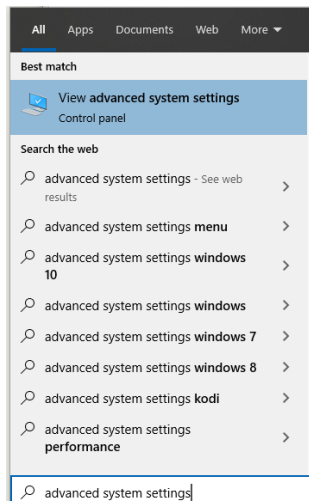 All Apps Documents Web More
Best match
View advanced system settings
Control panel
Search the web
advanced system settings - See web
results
advanced system settings menu
advanced system settings windows
10
advanced system settings windows
advanced system settings windows 7
advanced system settings windows 8
advanced system settings kodi
advanced system settings
performance
advanced system settings